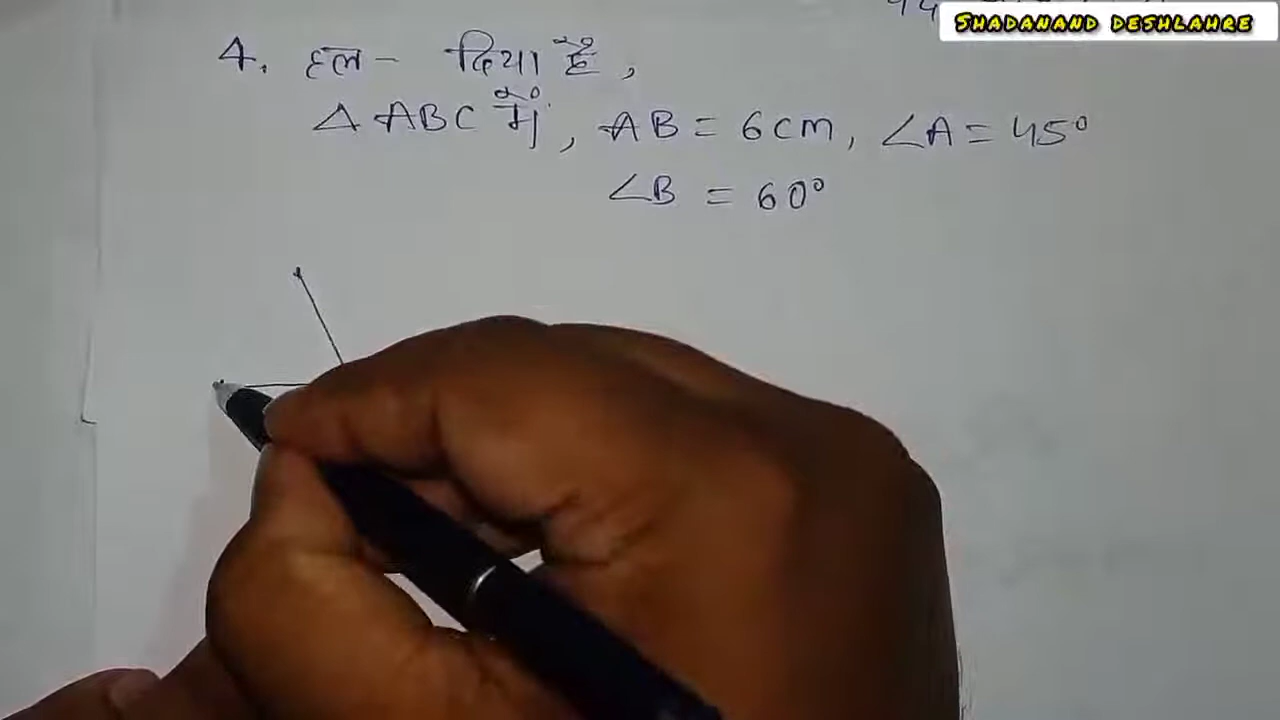 SHADANAND DESHLAHRE
4. हल - दिया है,
Δ ABC में, AB = 6cm, ∠A = 45°
∠B = 60°